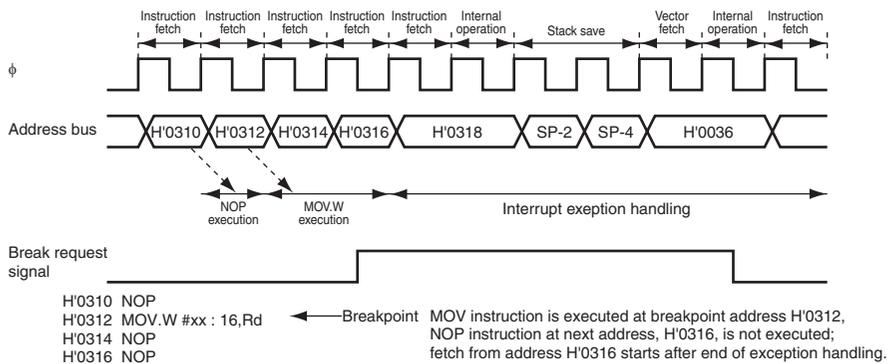 Instruction fetch Instruction fetch Instruction fetch Instruction fetch Instruction fetch Internal operation Stack save Vector fetch Internal operation Instruction fetch
φ
Address bus H'0310 H'0312 H'0314 H'0316 H'0318 SP-2 SP-4 H'0036
NOP execution MOV.W execution Interrupt exeption handling
Break request signal
H'0310 NOP
H'0312 MOV.W #xx : 16,Rd Breakpoint MOV instruction is executed at breakpoint address H'0312,
H'0314 NOP NOP instruction at next address, H'0316, is not executed;
H'0316 NOP fetch from address H'0316 starts after end of exception handling.